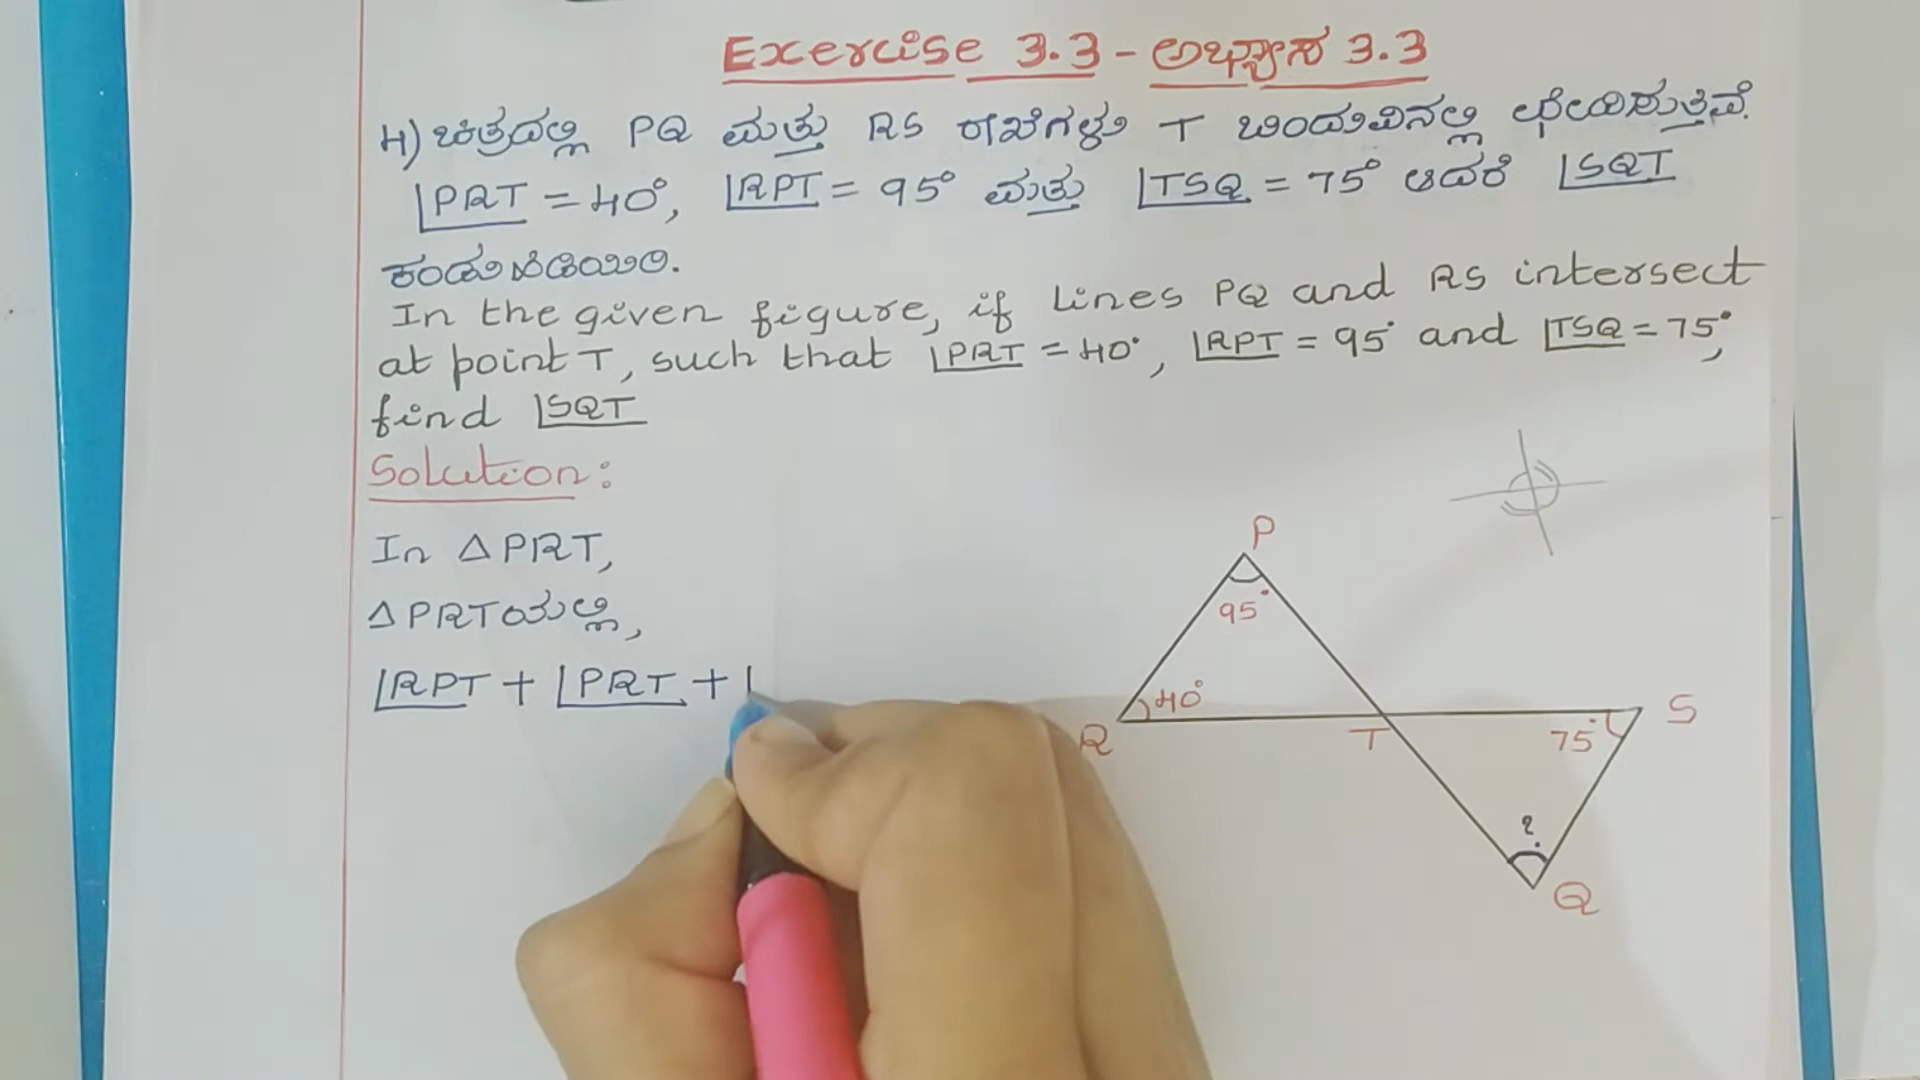 Exercise 3.3 - ಅಭ್ಯಾಸ 3.3
4) ಚಿತ್ರದಲ್ಲಿ PQ ಮತ್ತು RS ರೇಖೆಗಳು T ಬಿಂದುವಿನಲ್ಲಿ ಛೇದಿಸುತ್ತವೆ.
∠PRT = 40°, ∠RPT = 95° ಮತ್ತು ∠TSQ = 75° ಆದರೆ ∠SQT
ಕಂಡುಹಿಡಿಯಿರಿ.
In the given figure, if lines PQ and RS intersect
at point T, such that ∠PRT = 40°, ∠RPT = 95° and ∠TSQ = 75°,
find ∠SQT
Solution:
In △PRT,
△PRTಯಲ್ಲಿ,
∠RPT + ∠PRT +
P
95°
40°
R
T
75°
S
?
Q